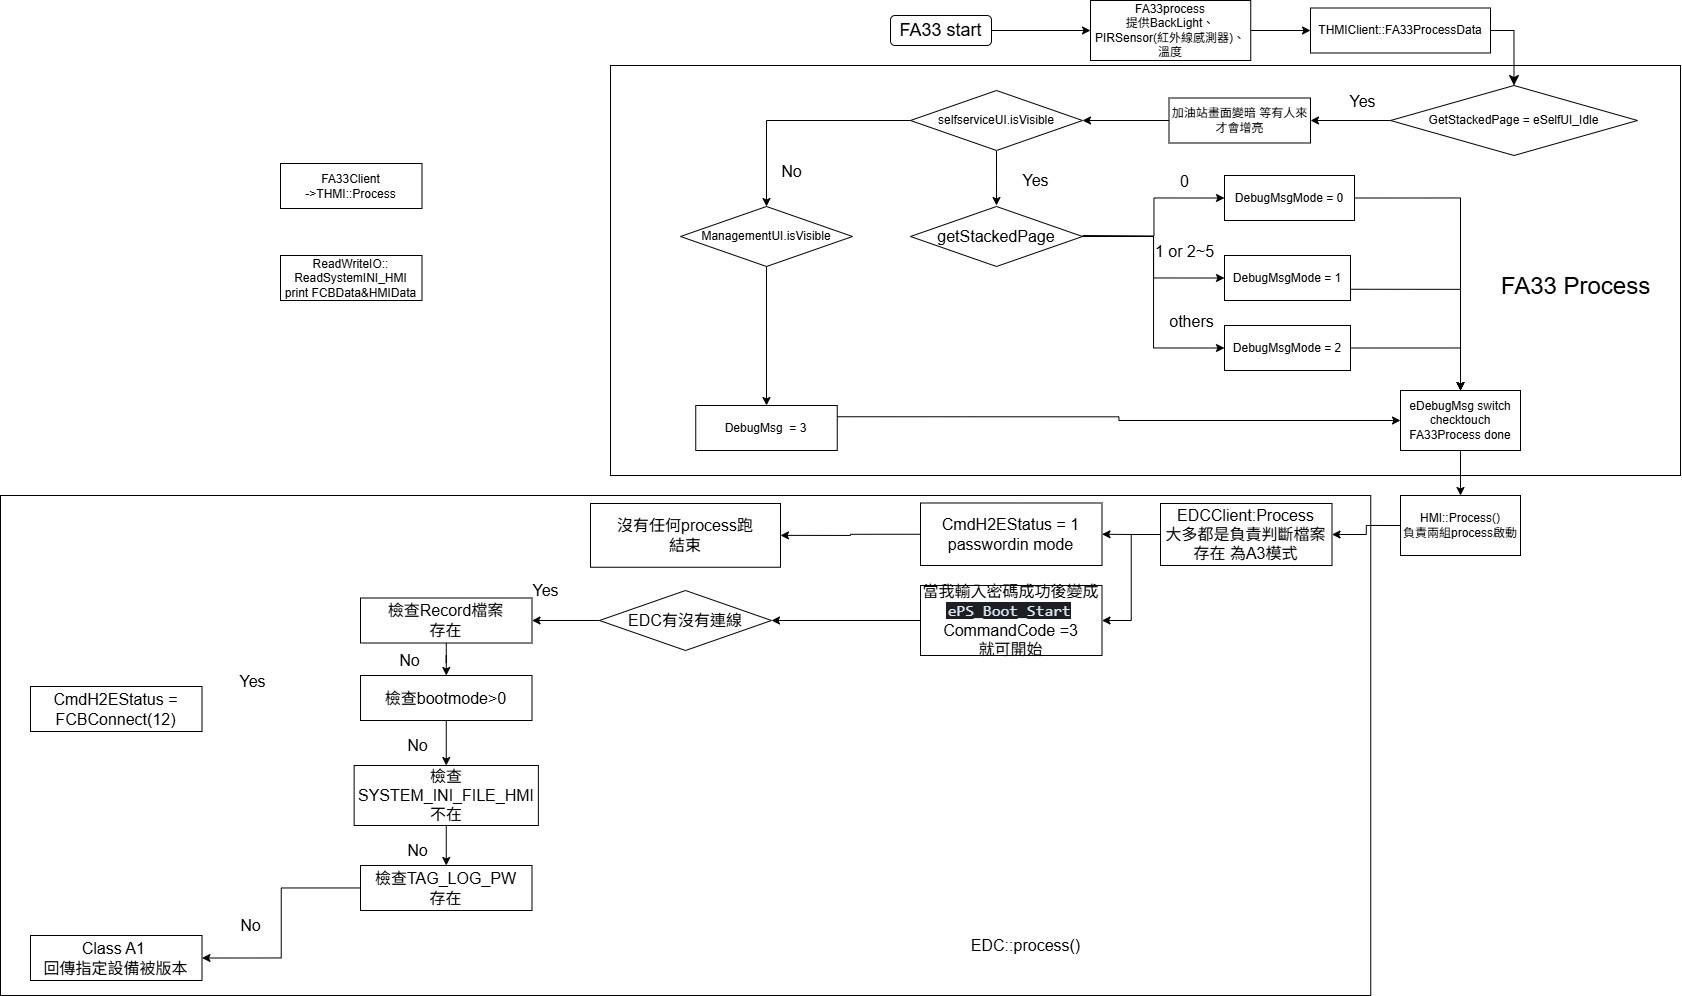 FA33 start
FA33process
提供BackLight、
PIRSensor(紅外線感測器)、
溫度
THMIClient::FA33ProcessData
GetStackedPage = eSelfUI_Idle
Yes
加油站畫面變暗 等有人來
才會增亮
selfserviceUI.isVisible
No
Yes
ManagementUI.isVisible
getStackedPage
0
DebugMsgMode = 0
1 or 2~5
DebugMsgMode = 1
others
DebugMsgMode = 2
FA33 Process
DebugMsg  = 3
eDebugMsg switch
checktouch
FA33Process done
FA33Client
->THMI::Process
ReadWriteIO::
ReadSystemINI_HMI
print FCBData&HMIData
HMI::Process()
負責兩組process啟動
EDCClient:Process
大多都是負責判斷檔案
存在 為A3模式
CmdH2EStatus = 1
passwordin mode
沒有任何process跑
結束
當我輸入密碼成功後變成
ePS_Boot_Start
CommandCode =3
就可開始
EDC有沒有連線
Yes
檢查Record檔案
存在
No
檢查bootmode>0
Yes
CmdH2EStatus =
FCBConnect(12)
No
檢查
SYSTEM_INI_FILE_HMI
不在
No
檢查TAG_LOG_PW
存在
No
Class A1
回傳指定設備被版本
EDC::process()